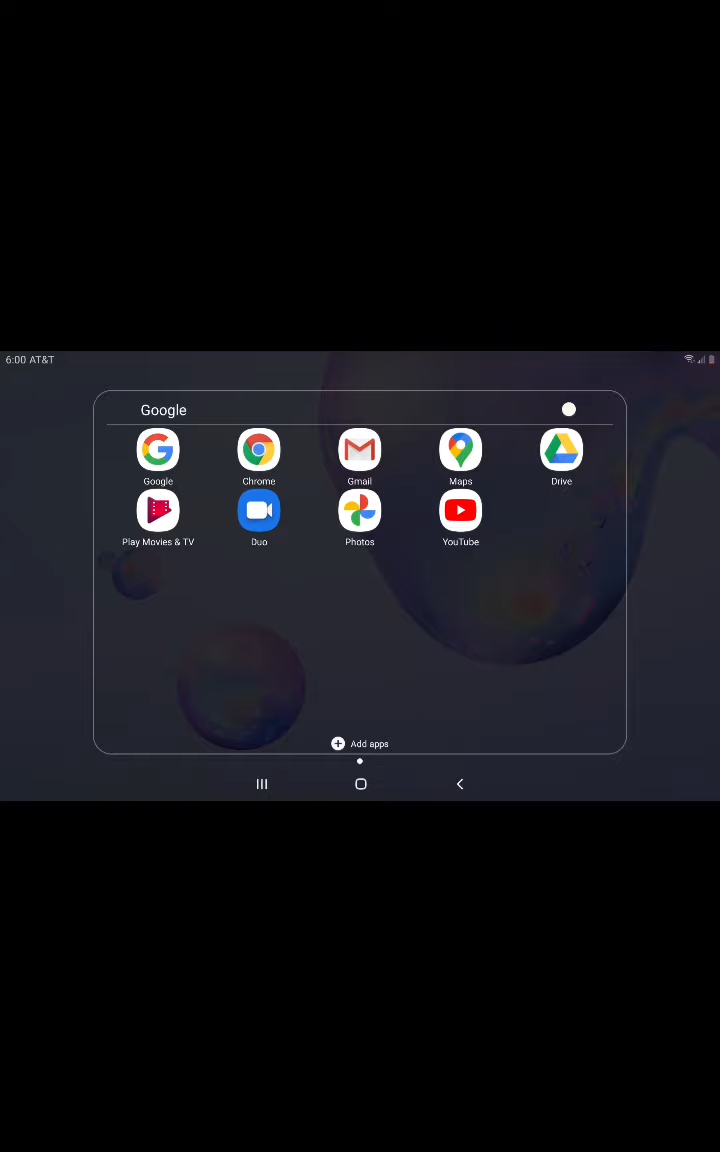 6:00 AT&T
Google
Google Chrome Gmail Maps Drive
Play Movies & TV Duo Photos YouTube
Add apps